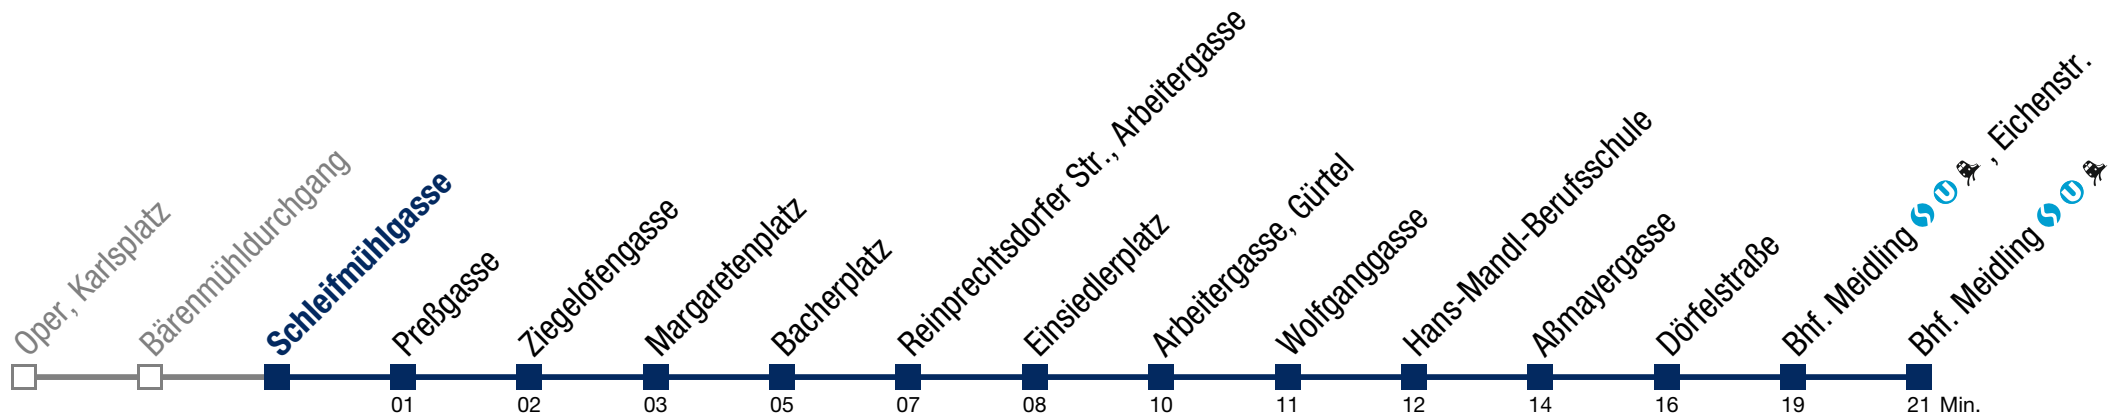 Oper, Karlsplatz
Bärenmühldurchgang
Schleifmühlgasse
Preßgasse
Ziegelofengasse
Margaretenplatz
Bacherplatz
Reinprechtsdorfer Str., Arbeitergasse
Einsiedlerplatz
Arbeitergasse, Gürtel
Wolfganggasse
Hans-Mandl-Berufsschule
Aßmayergasse
Dörfelstraße
Bhf. Meidling S U , Eichenstr.
Bhf. Meidling S U
01 02 03 05 07 08 10 11 12 14 16 19 21 Min.